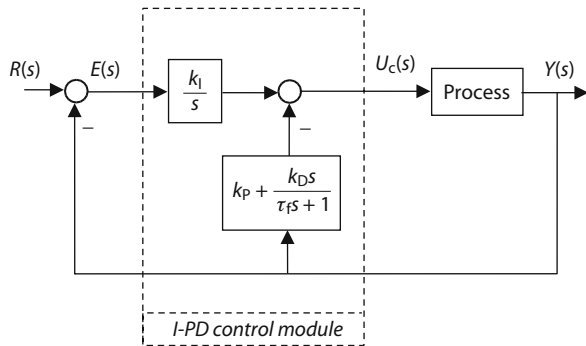 R(s)
E(s)
−
k_I
s
−
U_c(s)
Process
Y(s)
k_P + k_D s
τ_f s + 1
I-PD control module